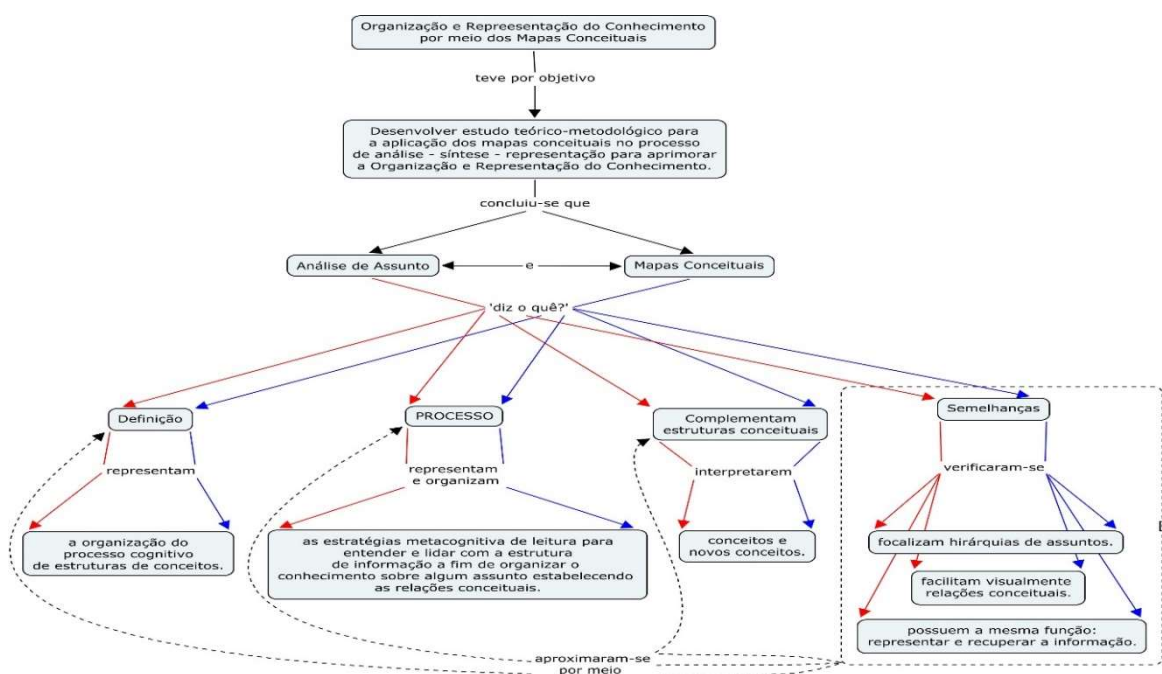 Organização e Repreesentação do Conhecimento
por meio dos Mapas Conceituais
teve por objetivo
Desenvolver estudo teórico-metodológico para
a aplicação dos mapas conceituais no processo
de análise - síntese - representação para aprimorar
a Organização e Representação do Conhecimento.
concluiu-se que
Análise de Assunto
e
Mapas Conceituais
'diz o quê?'
Definição
PROCESSO
Complementam
estruturas conceituais
Semelhanças
representam
representam
e organizam
interpretarem
verificaram-se
a organização do
processo cognitivo
de estruturas de conceitos.
as estratégias metacognitiva de leitura para
entender e lidar com a estrutura
de informação a fim de organizar o
conhecimento sobre algum assunto estabelecendo
as relações conceituais.
conceitos e
novos conceitos.
focalizam hirárquias de assuntos.
facilitam visualmente
relações conceituais.
possuem a mesma função:
representar e recuperar a informação.
aproximaram-se
por meio